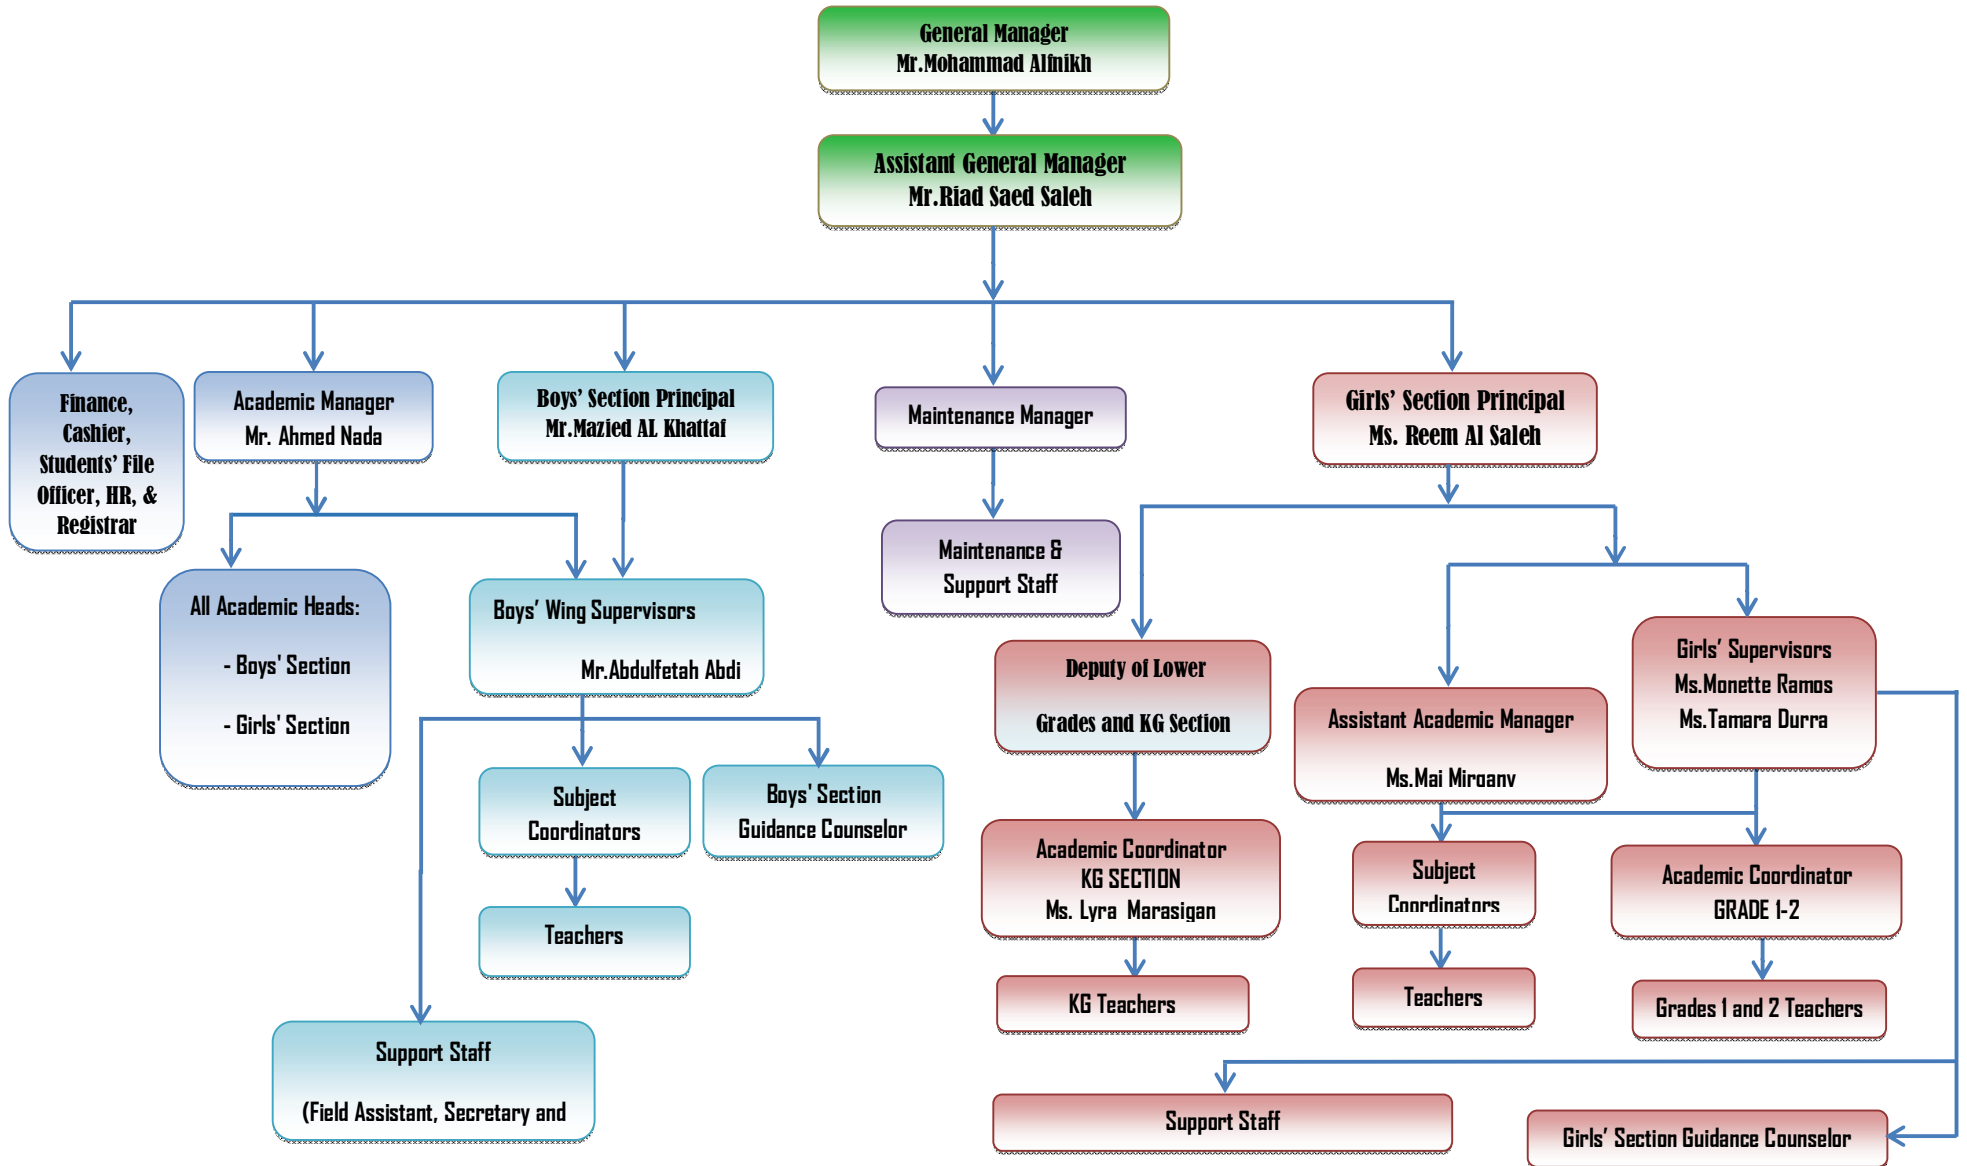 General Manager
Mr.Mohammad Alfnikh
Assistant General Manager
Mr.Riad Saed Saleh
Finance,
Cashier,
Students' File
Officer, HR, &
Registrar
Academic Manager
Mr. Ahmed Nada
Boys' Section Principal
Mr.Mazied AL Khattaf
Maintenance Manager
Girls' Section Principal
Ms. Reem Al Saleh
Maintenance &
Support Staff
All Academic Heads:
- Boys' Section
- Girls' Section
Boys' Wing Supervisors
Mr.Abdulfetah Abdi
Deputy of Lower
Grades and KG Section
Assistant Academic Manager
Ms.Mai Miroanv
Girls' Supervisors
Ms.Monette Ramos
Ms.Tamara Durra
Subject
Coordinators
Boys' Section
Guidance Counselor
Academic Coordinator
KG SECTION
Ms. Lyra Marasigan
Subject
Coordinators
Academic Coordinator
GRADE 1-2
Teachers
KG Teachers
Teachers
Grades 1 and 2 Teachers
Support Staff
(Field Assistant, Secretary and
Support Staff
Girls' Section Guidance Counselor